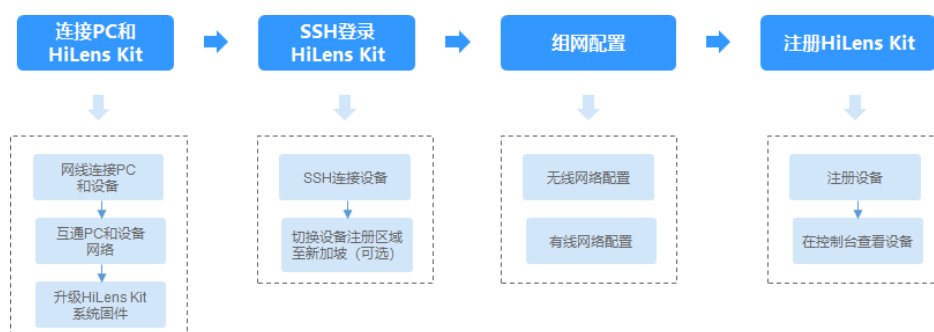 连接PC和
HiLens Kit
SSH登录
HiLens Kit
组网配置
注册HiLens Kit
网线连接PC
和设备
互通PC和设备
网络
升级HiLens Kit
系统固件
SSH连接设备
切换设备注册区域
至新加坡（可选）
无线网络配置
有线网络配置
注册设备
在控制台查看设备